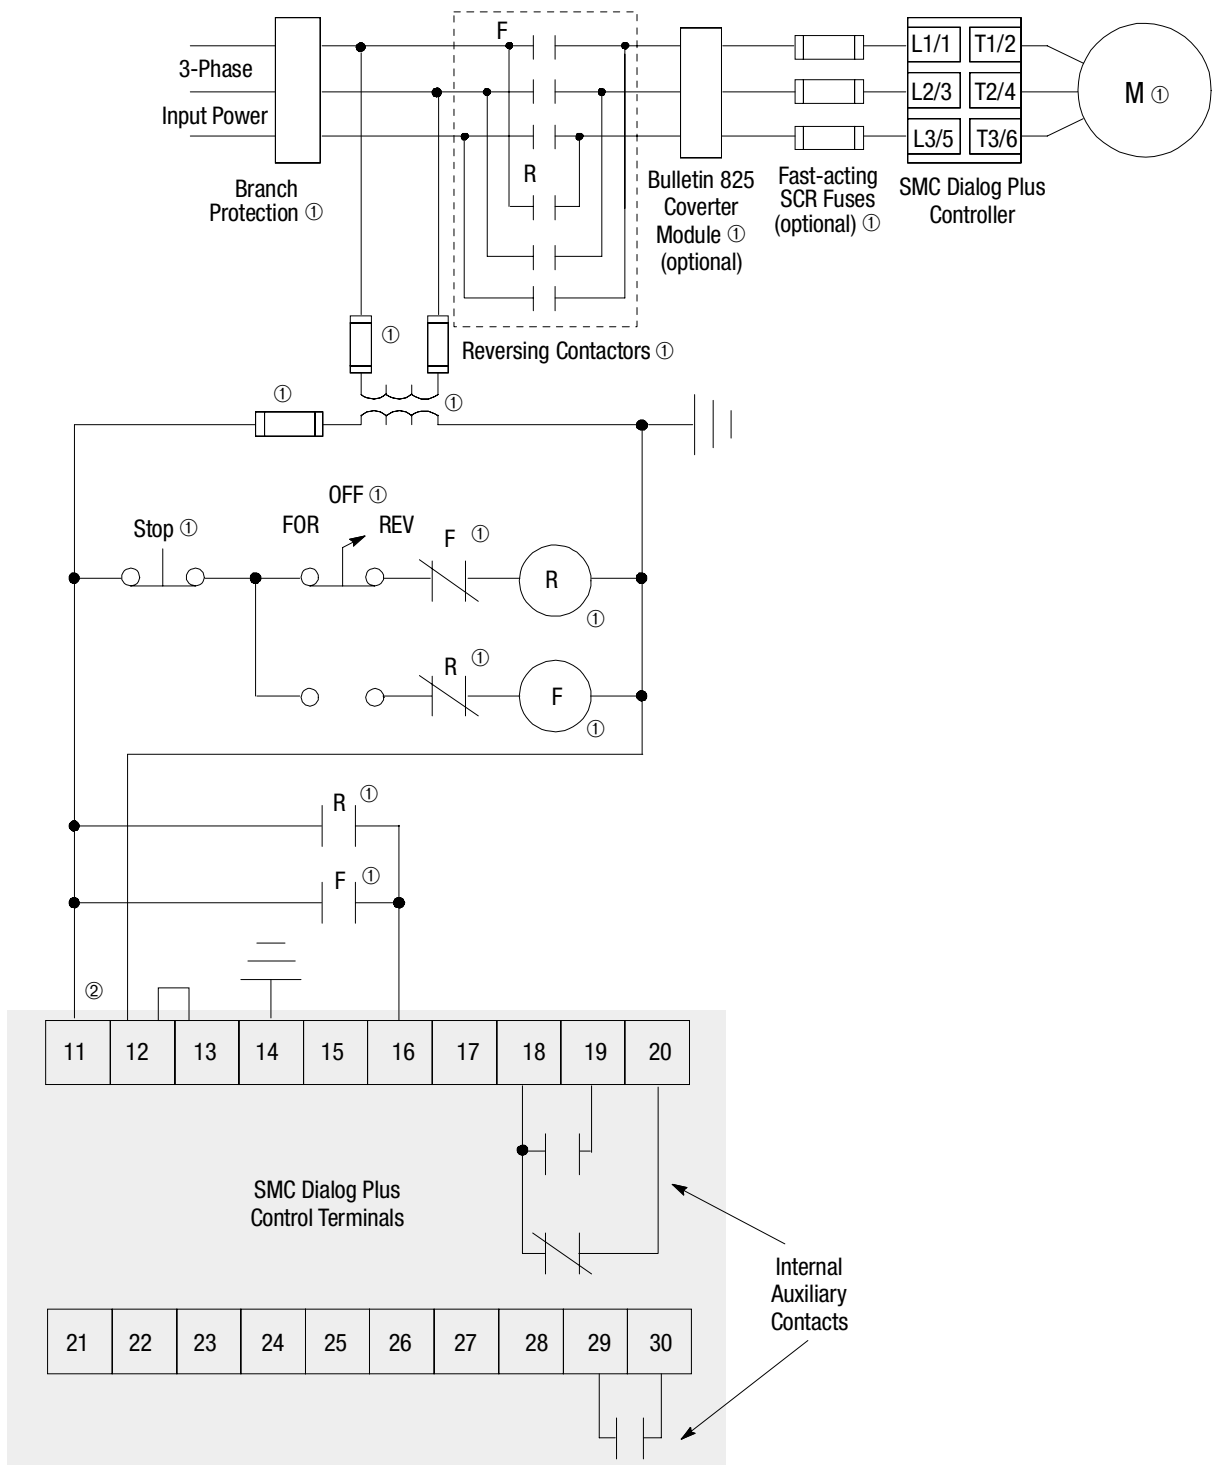 F
3-Phase
Input Power
L1/1 T1/2
L2/3 T2/4
L3/5 T3/6
M ①
R
Branch
Protection ①
Bulletin 825
Coverter
Module ①
(optional)
Fast-acting
SCR Fuses
(optional) ①
SMC Dialog Plus
Controller
①
Reversing Contactors ①
①
①
OFF ①
Stop ①
FOR REV
F ①
R
①
R ①
F
①
R ①
F ①
②
11 12 13 14 15 16 17 18 19 20
SMC Dialog Plus
Control Terminals
Internal
Auxiliary
Contacts
21 22 23 24 25 26 27 28 29 30